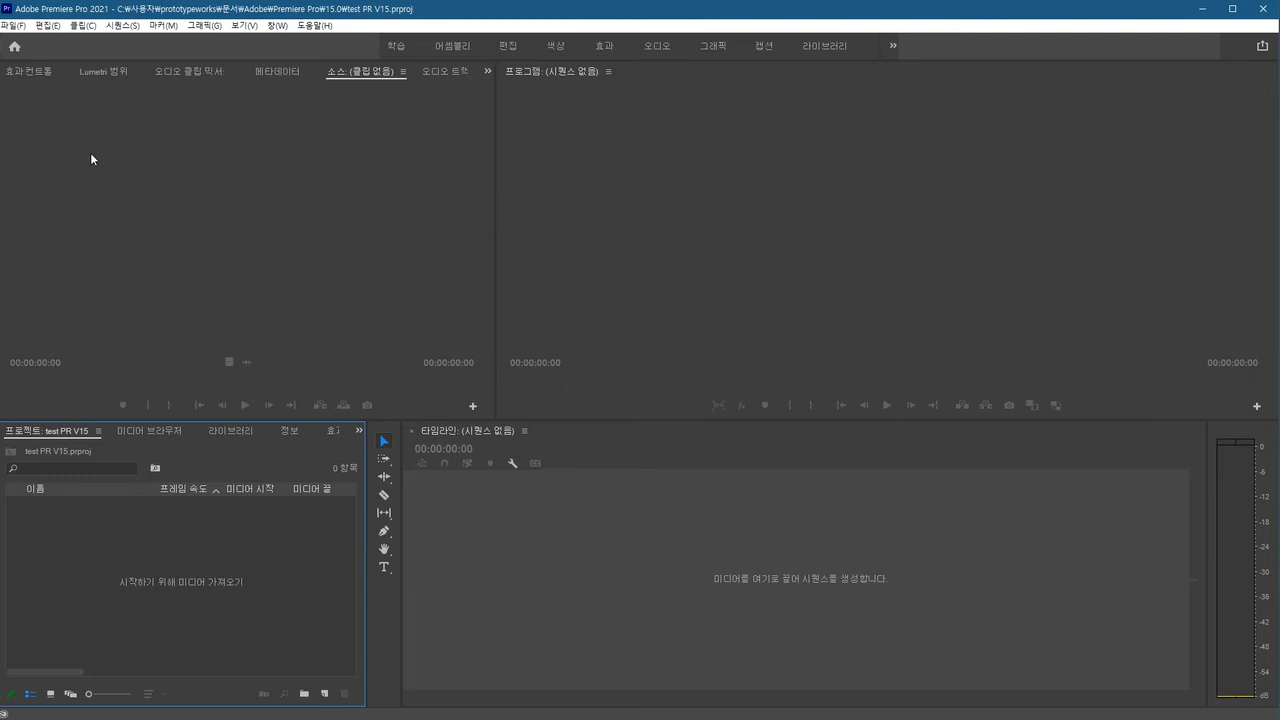 Adobe Premiere Pro 2021 - C:₩사용자₩prototypeworks₩문서₩Adobe₩Premiere Pro₩15.0₩test PR V15.prproj
파일(F) 편집(E) 클립(C) 시퀀스(S) 마커(M) 그래픽(G) 보기(V) 창(W) 도움말(H)
학습 어셈블리 편집 색상 효과 오디오 그래픽 캡션 라이브러리
효과 컨트롤 Lumetri 범위 오디오 클립 믹서: 메타데이터 소스: (클립 없음) 오디오 트랙
프로그램: (시퀀스 없음)
00:00:00:00 00:00:00:00
00:00:00:00 00:00:00:00
프로젝트: test PR V15 미디어 브라우저 라이브러리 정보
test PR V15.prproj
0 항목
이름 프레임 속도 미디어 시작 미디어 끝
시작하기 위해 미디어 가져오기
타임라인: (시퀀스 없음)
00:00:00:00
미디어를 여기로 끌어 시퀀스를 생성합니다.
0
-6
-12
-18
-24
-30
-36
-42
-48
-54
dB